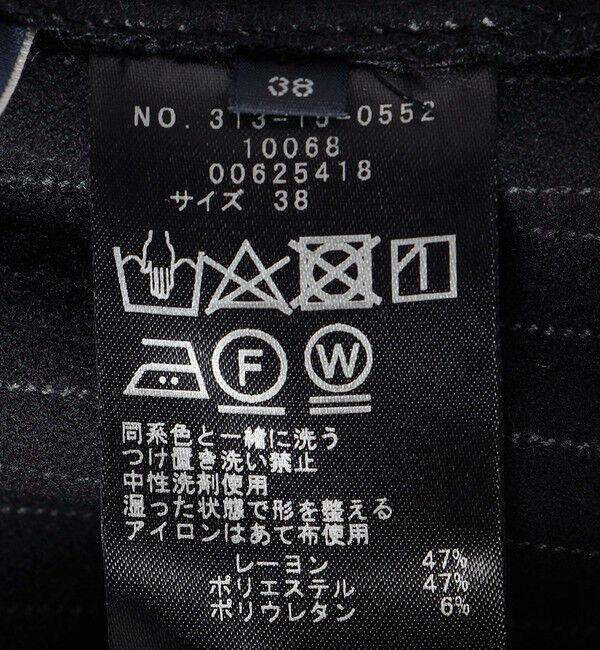 38
NO. 313-15-0552
10068
00625418
サイズ 38
F
W
同系色と一緒に洗う
つけ置き洗い禁止
中性洗剤使用
湿った状態で形を整える
アイロンはあて布使用
レーヨン 47%
ポリエステル 47%
ポリウレタン 6%